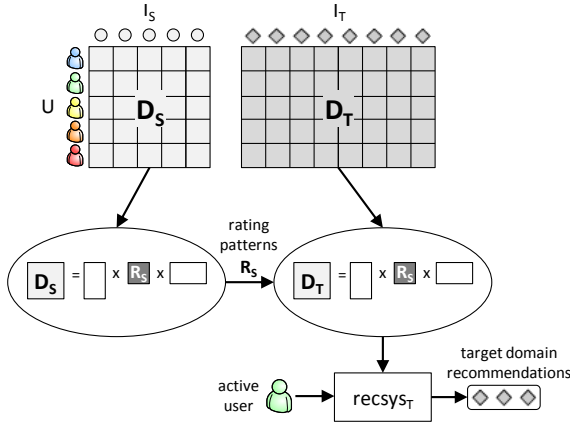 I_S I_T
U
D_S D_T
rating
patterns
R_S
D_S = x R_S x
D_T = x R_S x
target domain
recommendations
active
user
recsys_T